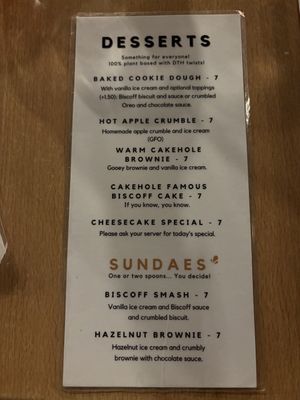 DESSERTS
Something for everyone!
100% plant based with DTH twists!
BAKED COOKIE DOUGH - 7
With vanilla ice cream and optional toppings
(+1.50): Biscoff biscuit and sauce or crumbled
Oreo and chocolate sauce.
HOT APPLE CRUMBLE - 7
Homemade apple crumble and ice cream
(GFO)
WARM CAKEHOLE
BROWNIE - 7
Gooey brownie and vanilla ice cream.
CAKEHOLE FAMOUS
BISCOFF CAKE - 7
If you know, you know.
CHEESECAKE SPECIAL - 7
Please ask your server for today's special.
SUNDAES
One or two spoons... You decide!
BISCOFF SMASH - 7
Vanilla ice cream and Biscoff sauce
and crumbled biscuit.
HAZELNUT BROWNIE - 7
Hazelnut ice cream and crumbly
brownie with chocolate sauce.